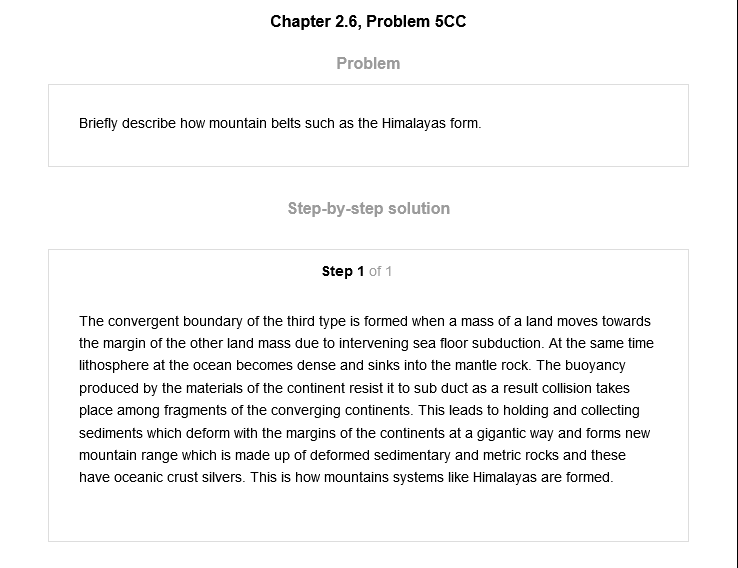 Chapter 2.6, Problem 5CC
Problem
Briefly describe how mountain belts such as the Himalayas form.
Step-by-step solution
Step 1 of 1
The convergent boundary of the third type is formed when a mass of a land moves towards
the margin of the other land mass due to intervening sea floor subduction. At the same time
lithosphere at the ocean becomes dense and sinks into the mantle rock. The buoyancy
produced by the materials of the continent resist it to sub duct as a result collision takes
place among fragments of the converging continents. This leads to holding and collecting
sediments which deform with the margins of the continents at a gigantic way and forms new
mountain range which is made up of deformed sedimentary and metric rocks and these
have oceanic crust silvers. This is how mountains systems like Himalayas are formed.